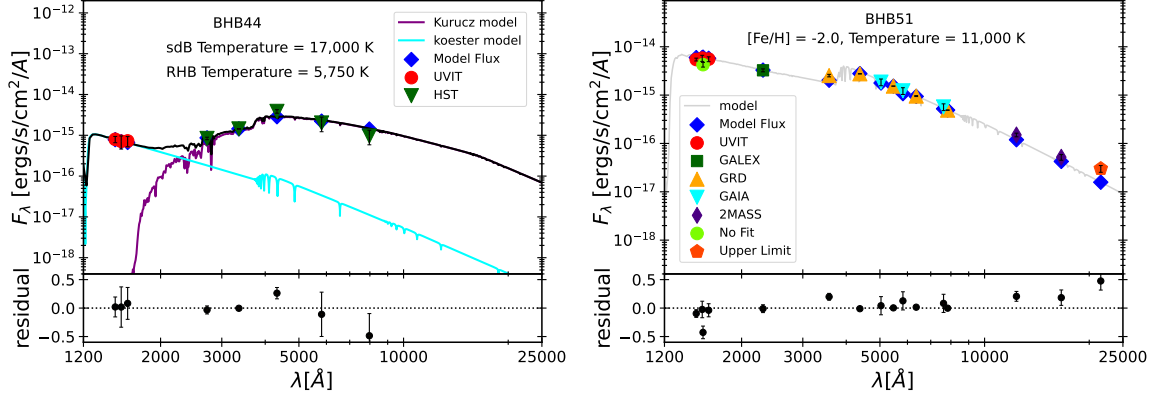 BHB44
sdB Temperature = 17,000 K
RHB Temperature = 5,750 K
Kurucz model
koester model
Model Flux
UVIT
HST
F_λ [ergs/s/cm^2/A]
10^−12
10^−13
10^−14
10^−15
10^−16
10^−17
10^−18
residual
0.5
0.0
−0.5
1200
2000
3000
5000
10000
25000
λ[Å]
BHB51
[Fe/H] = -2.0, Temperature = 11,000 K
model
Model Flux
UVIT
GALEX
GRD
GAIA
2MASS
No Fit
Upper Limit
F_λ [ergs/s/cm^2/A]
10^−14
10^−15
10^−16
10^−17
10^−18
residual
0.5
0.0
−0.5
1200
2000
3000
5000
10000
25000
λ[Å]